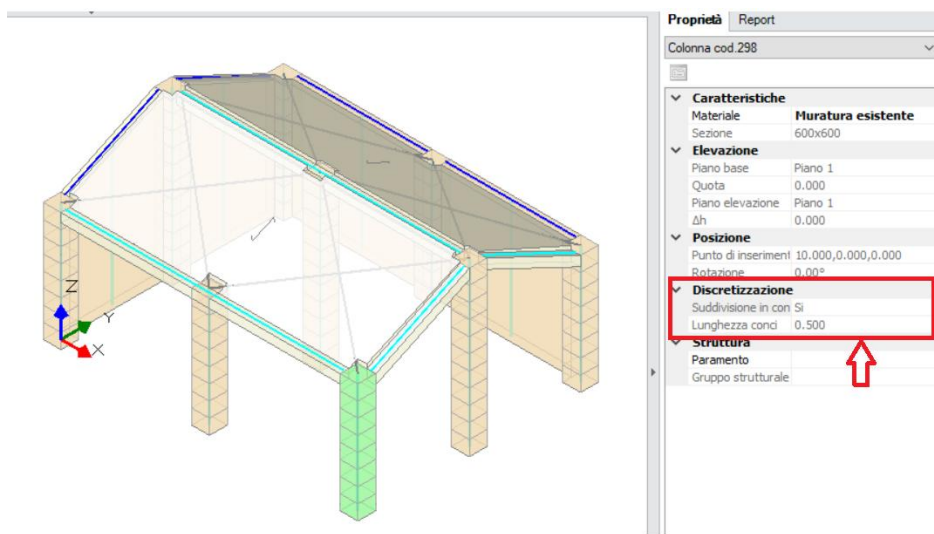 Proprietà Report
Colonna cod.298
Caratteristiche
Materiale Muratura esistente
Sezione 600x600
Elevazione
Piano base Piano 1
Quota 0.000
Piano elevazione Piano 1
Δh 0.000
Posizione
Punto di inseriment 10.000,0.000,0.000
Rotazione 0.00°
Discretizzazione
Suddivisione in con Si
Lunghezza conci 0.500
Struttura
Paramento
Gruppo strutturale
Z
Y
X